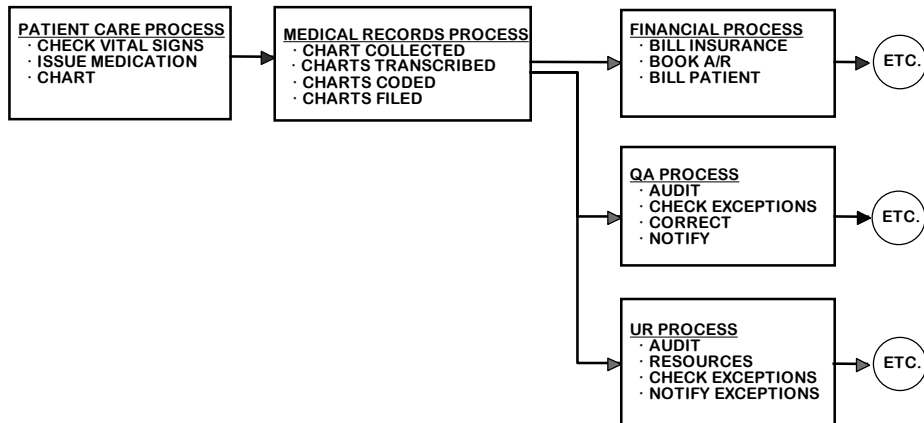 PATIENT CARE PROCESS
· CHECK VITAL SIGNS
· ISSUE MEDICATION
· CHART
MEDICAL RECORDS PROCESS
· CHART COLLECTED
· CHARTS TRANSCRIBED
· CHARTS CODED
· CHARTS FILED
FINANCIAL PROCESS
· BILL INSURANCE
· BOOK A/R
· BILL PATIENT
ETC.
QA PROCESS
· AUDIT
· CHECK EXCEPTIONS
· CORRECT
· NOTIFY
ETC.
UR PROCESS
· AUDIT
· RESOURCES
· CHECK EXCEPTIONS
· NOTIFY EXCEPTIONS
ETC.